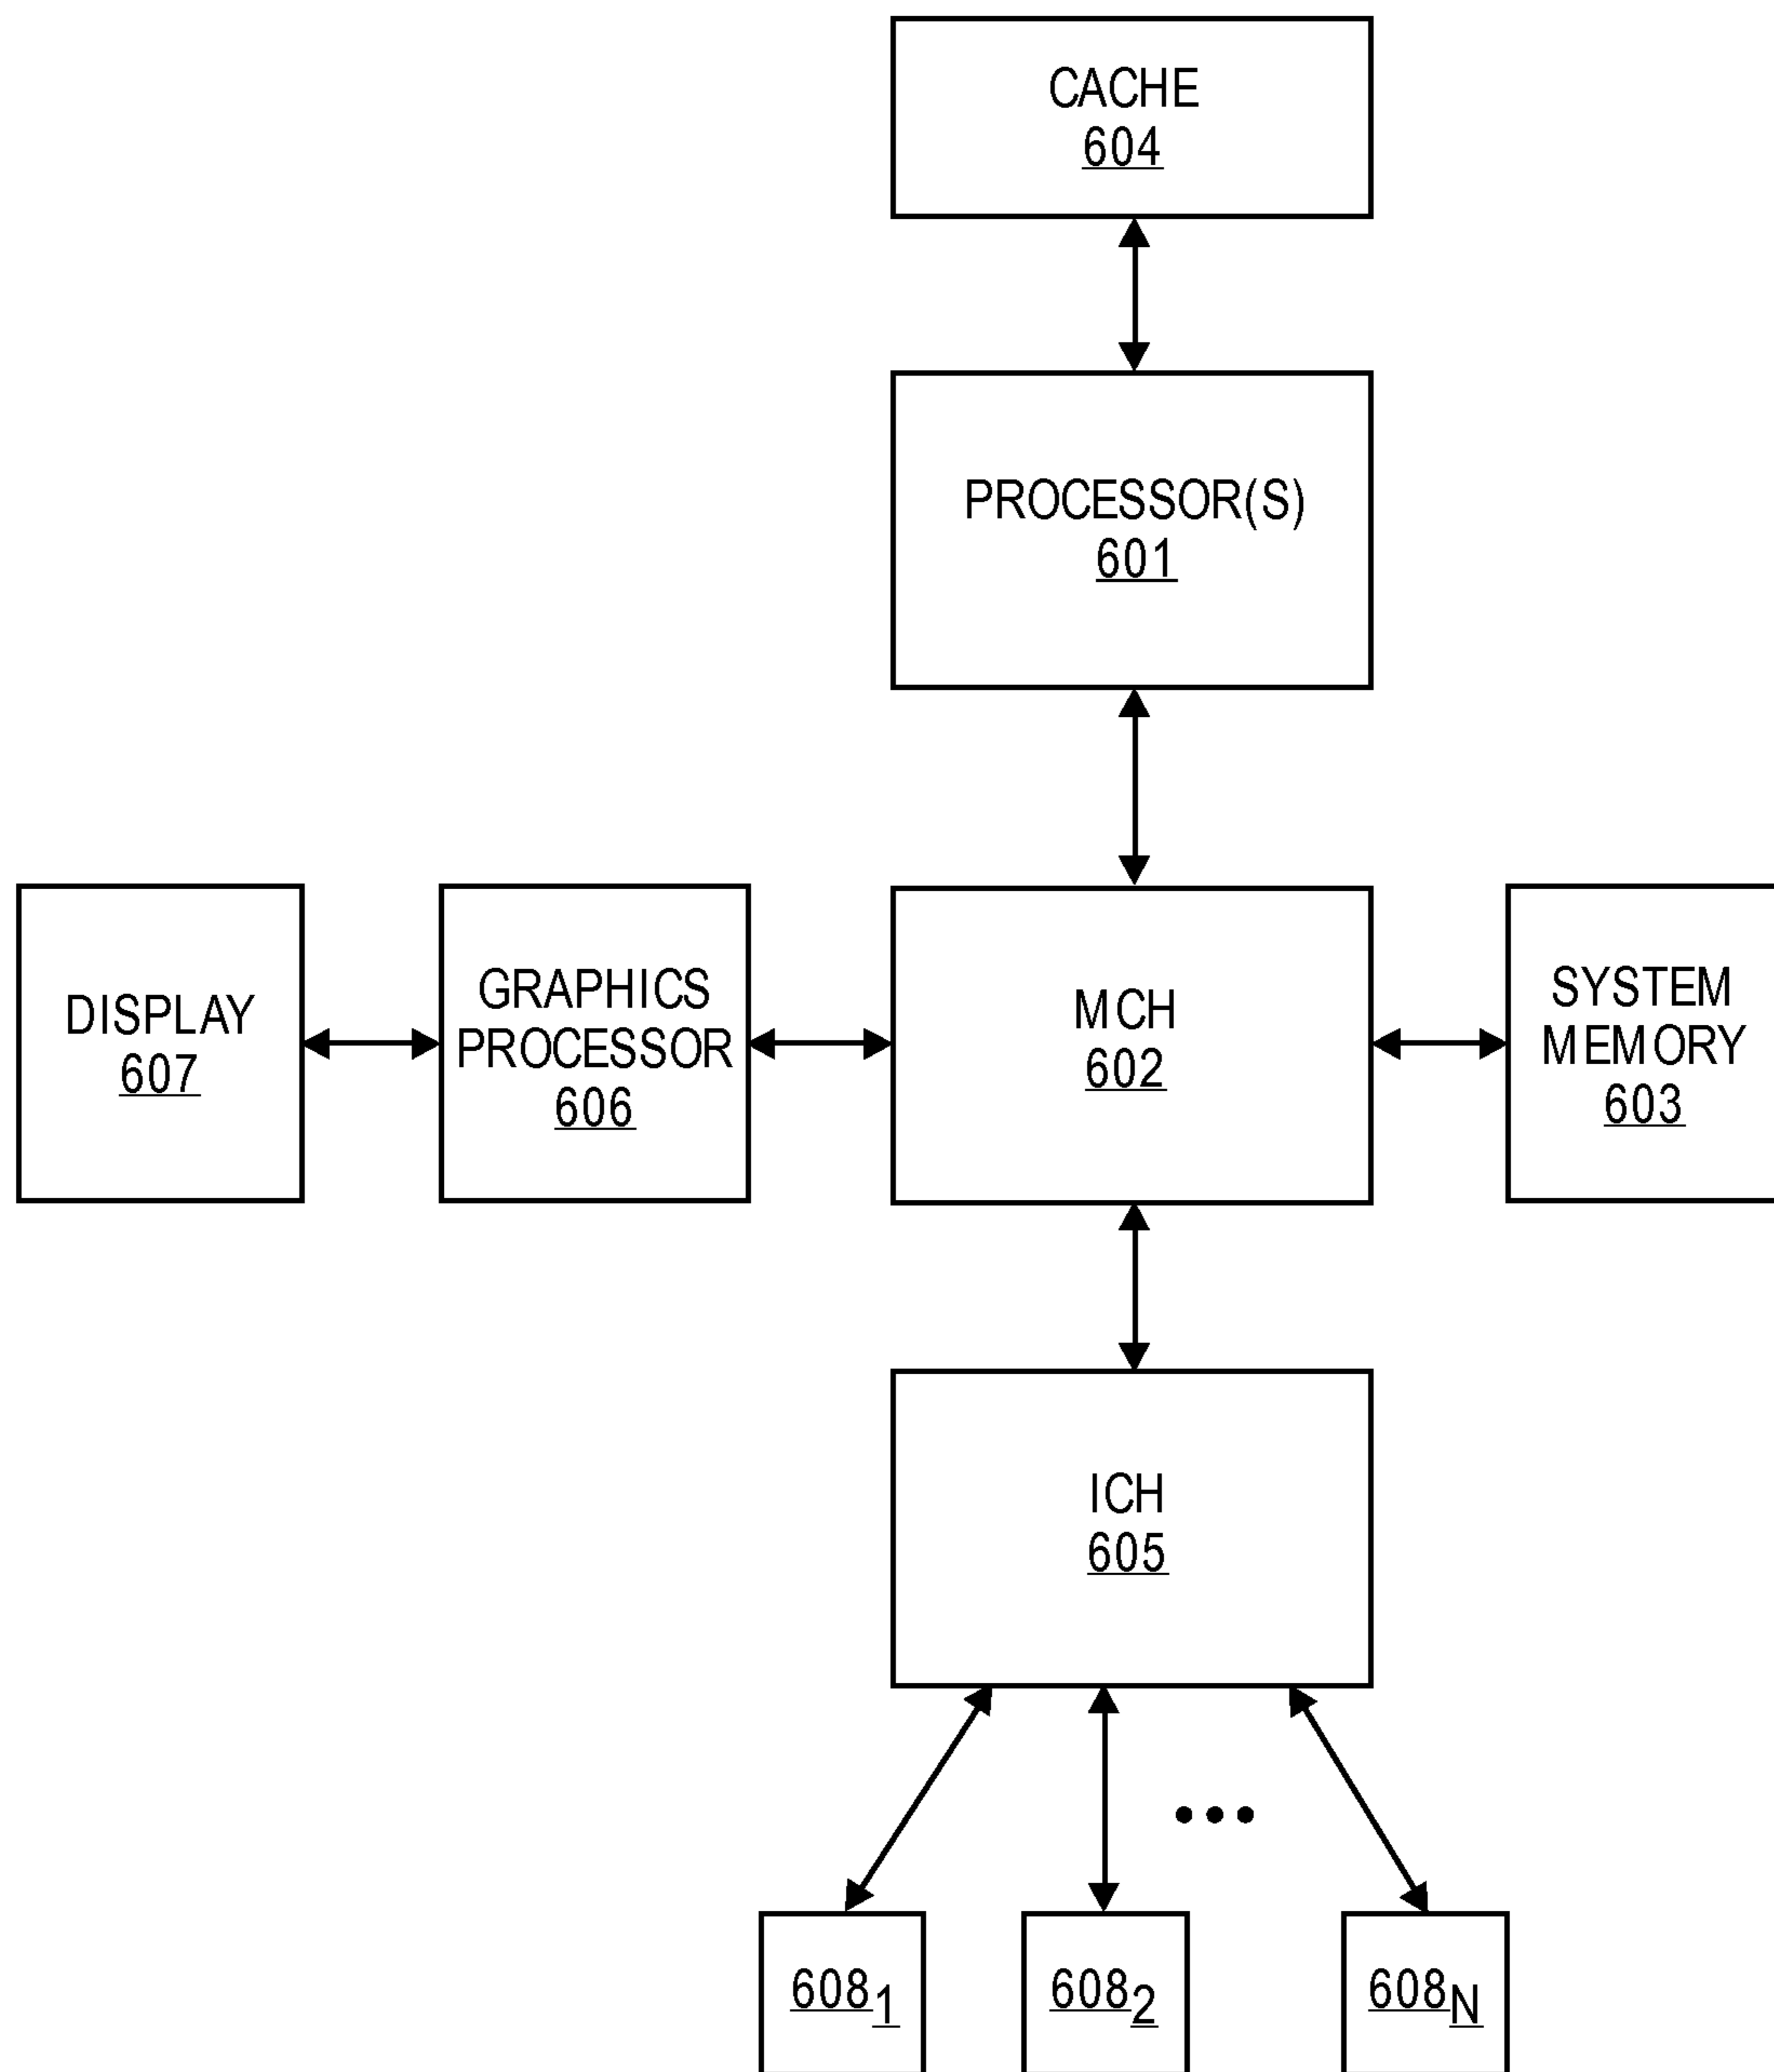 CACHE
604
PROCESSOR(S)
601
DISPLAY
607
GRAPHICS
PROCESSOR
606
MCH
602
SYSTEM
MEMORY
603
ICH
605
•••
608₁
608₂
608N